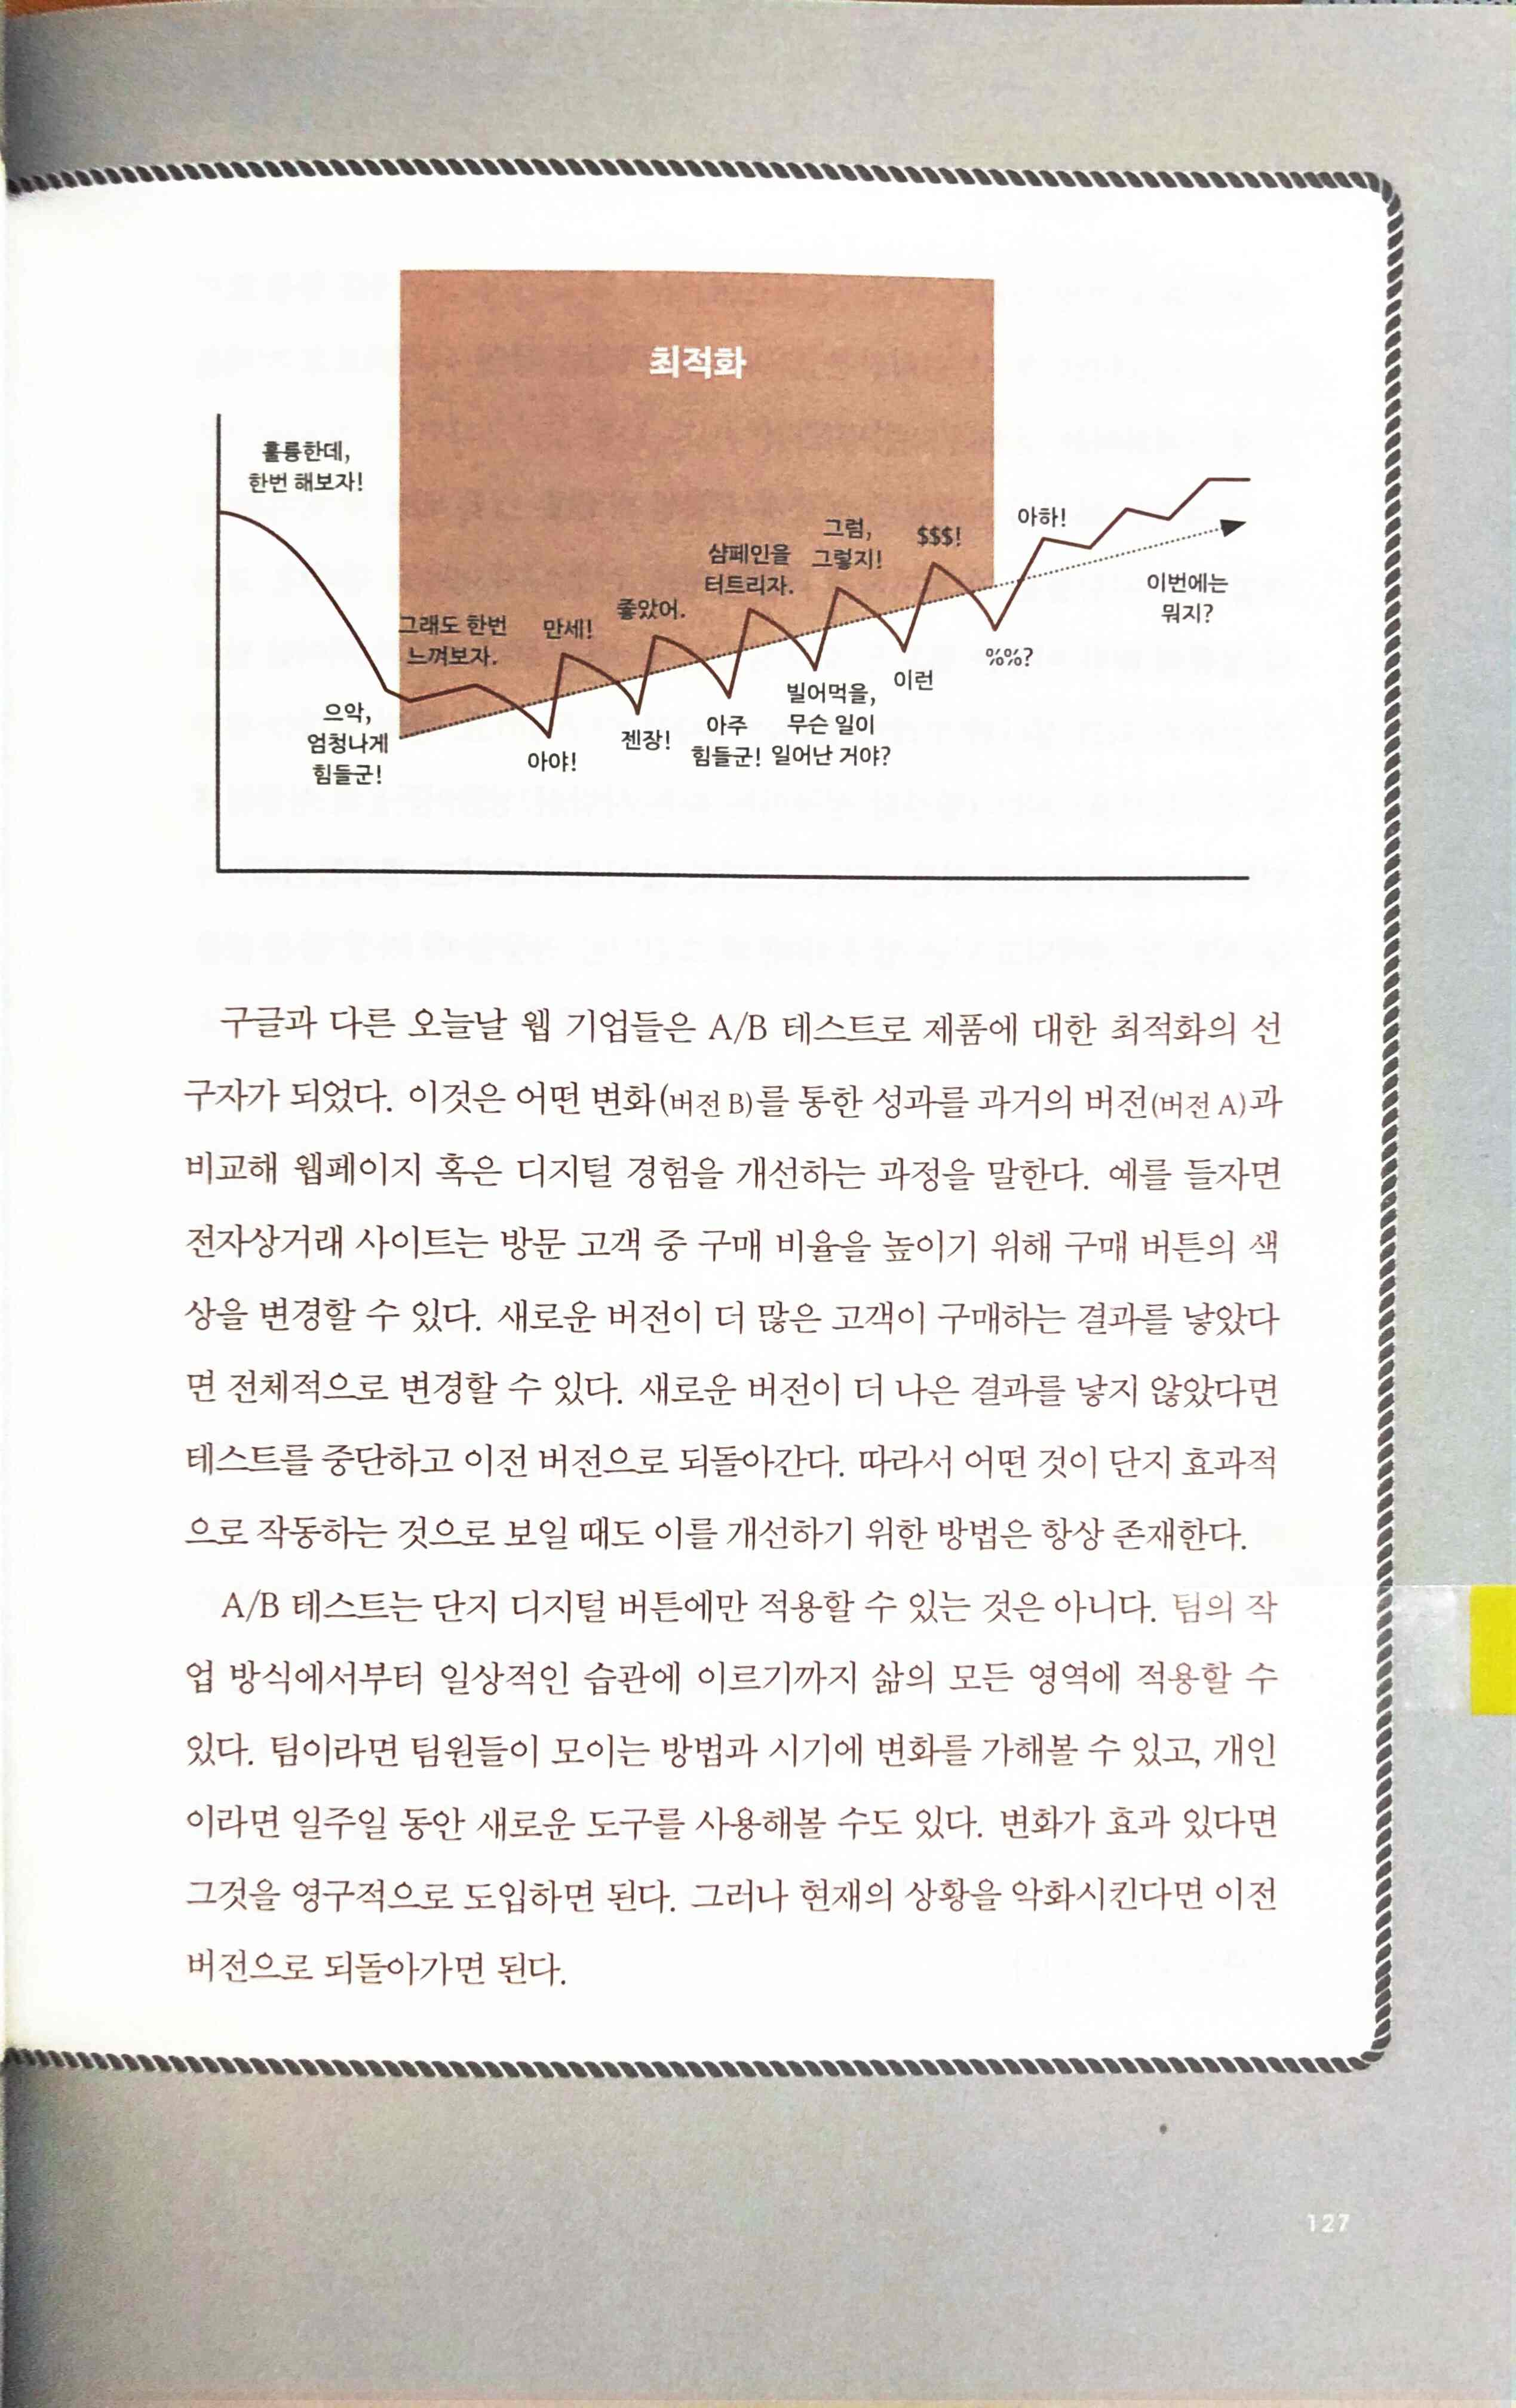 최적화
훌륭한데,
한번 해보자!
으악,
엄청나게
힘들군!
그래도 한번
느껴보자.
아야!
만세!
젠장!
좋았어.
아주
힘들군!
샴페인을
터트리자.
빌어먹을,
무슨 일이
일어난 거야?
그럼,
그렇지!
이런
$$$!
%%?
아하!
이번에는
뭐지?
구글과 다른 오늘날 웹 기업들은 A/B 테스트로 제품에 대한 최적화의 선
구자가 되었다. 이것은 어떤 변화(버전 B)를 통한 성과를 과거의 버전(버전 A)과
비교해 웹페이지 혹은 디지털 경험을 개선하는 과정을 말한다. 예를 들자면
전자상거래 사이트는 방문 고객 중 구매 비율을 높이기 위해 구매 버튼의 색
상을 변경할 수 있다. 새로운 버전이 더 많은 고객이 구매하는 결과를 낳았다
면 전체적으로 변경할 수 있다. 새로운 버전이 더 나은 결과를 낳지 않았다면
테스트를 중단하고 이전 버전으로 되돌아간다. 따라서 어떤 것이 단지 효과적
으로 작동하는 것으로 보일 때도 이를 개선하기 위한 방법은 항상 존재한다.
A/B 테스트는 단지 디지털 버튼에만 적용할 수 있는 것은 아니다. 팀의 작
업 방식에서부터 일상적인 습관에 이르기까지 삶의 모든 영역에 적용할 수
있다. 팀이라면 팀원들이 모이는 방법과 시기에 변화를 가해볼 수 있고, 개인
이라면 일주일 동안 새로운 도구를 사용해볼 수도 있다. 변화가 효과 있다면
그것을 영구적으로 도입하면 된다. 그러나 현재의 상황을 악화시킨다면 이전
버전으로 되돌아가면 된다.
127